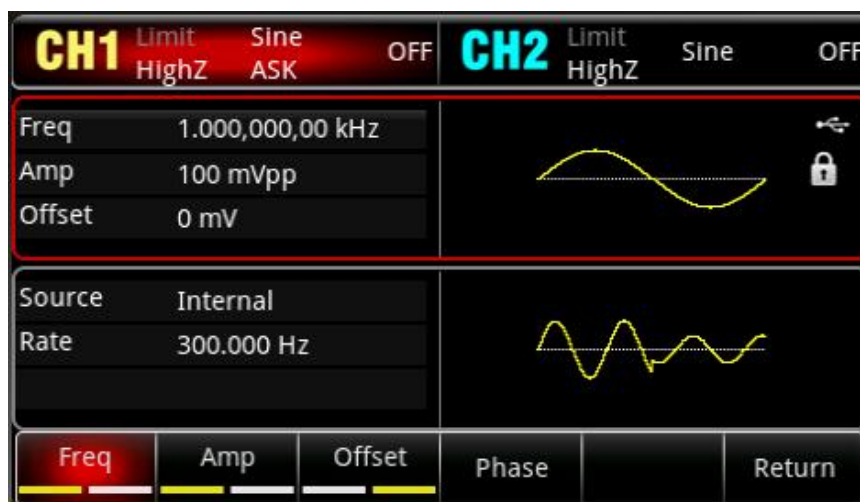 CH1 Limit Sine OFF CH2 Limit Sine OFF
HighZ ASK HighZ
Freq 1.000,000,00 kHz
Amp 100 mVpp
Offset 0 mV
Source Internal
Rate 300.000 Hz
Freq Amp Offset Phase Return